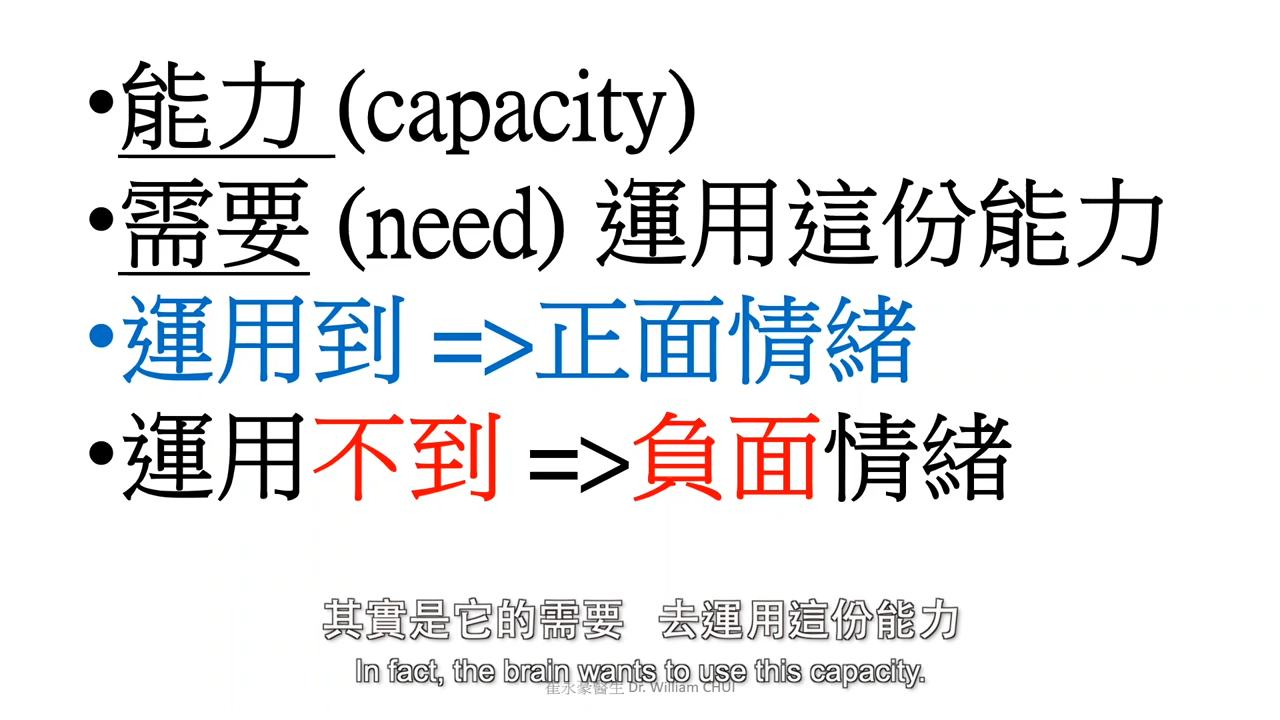 •能力 (capacity)
•需要 (need) 運用這份能力
•運用到 =>正面情緒
•運用不到 =>負面情緒
其實是它的需要 去運用這份能力
In fact, the brain wants to use this capacity.
崔永豪醫生 Dr. William CHUI